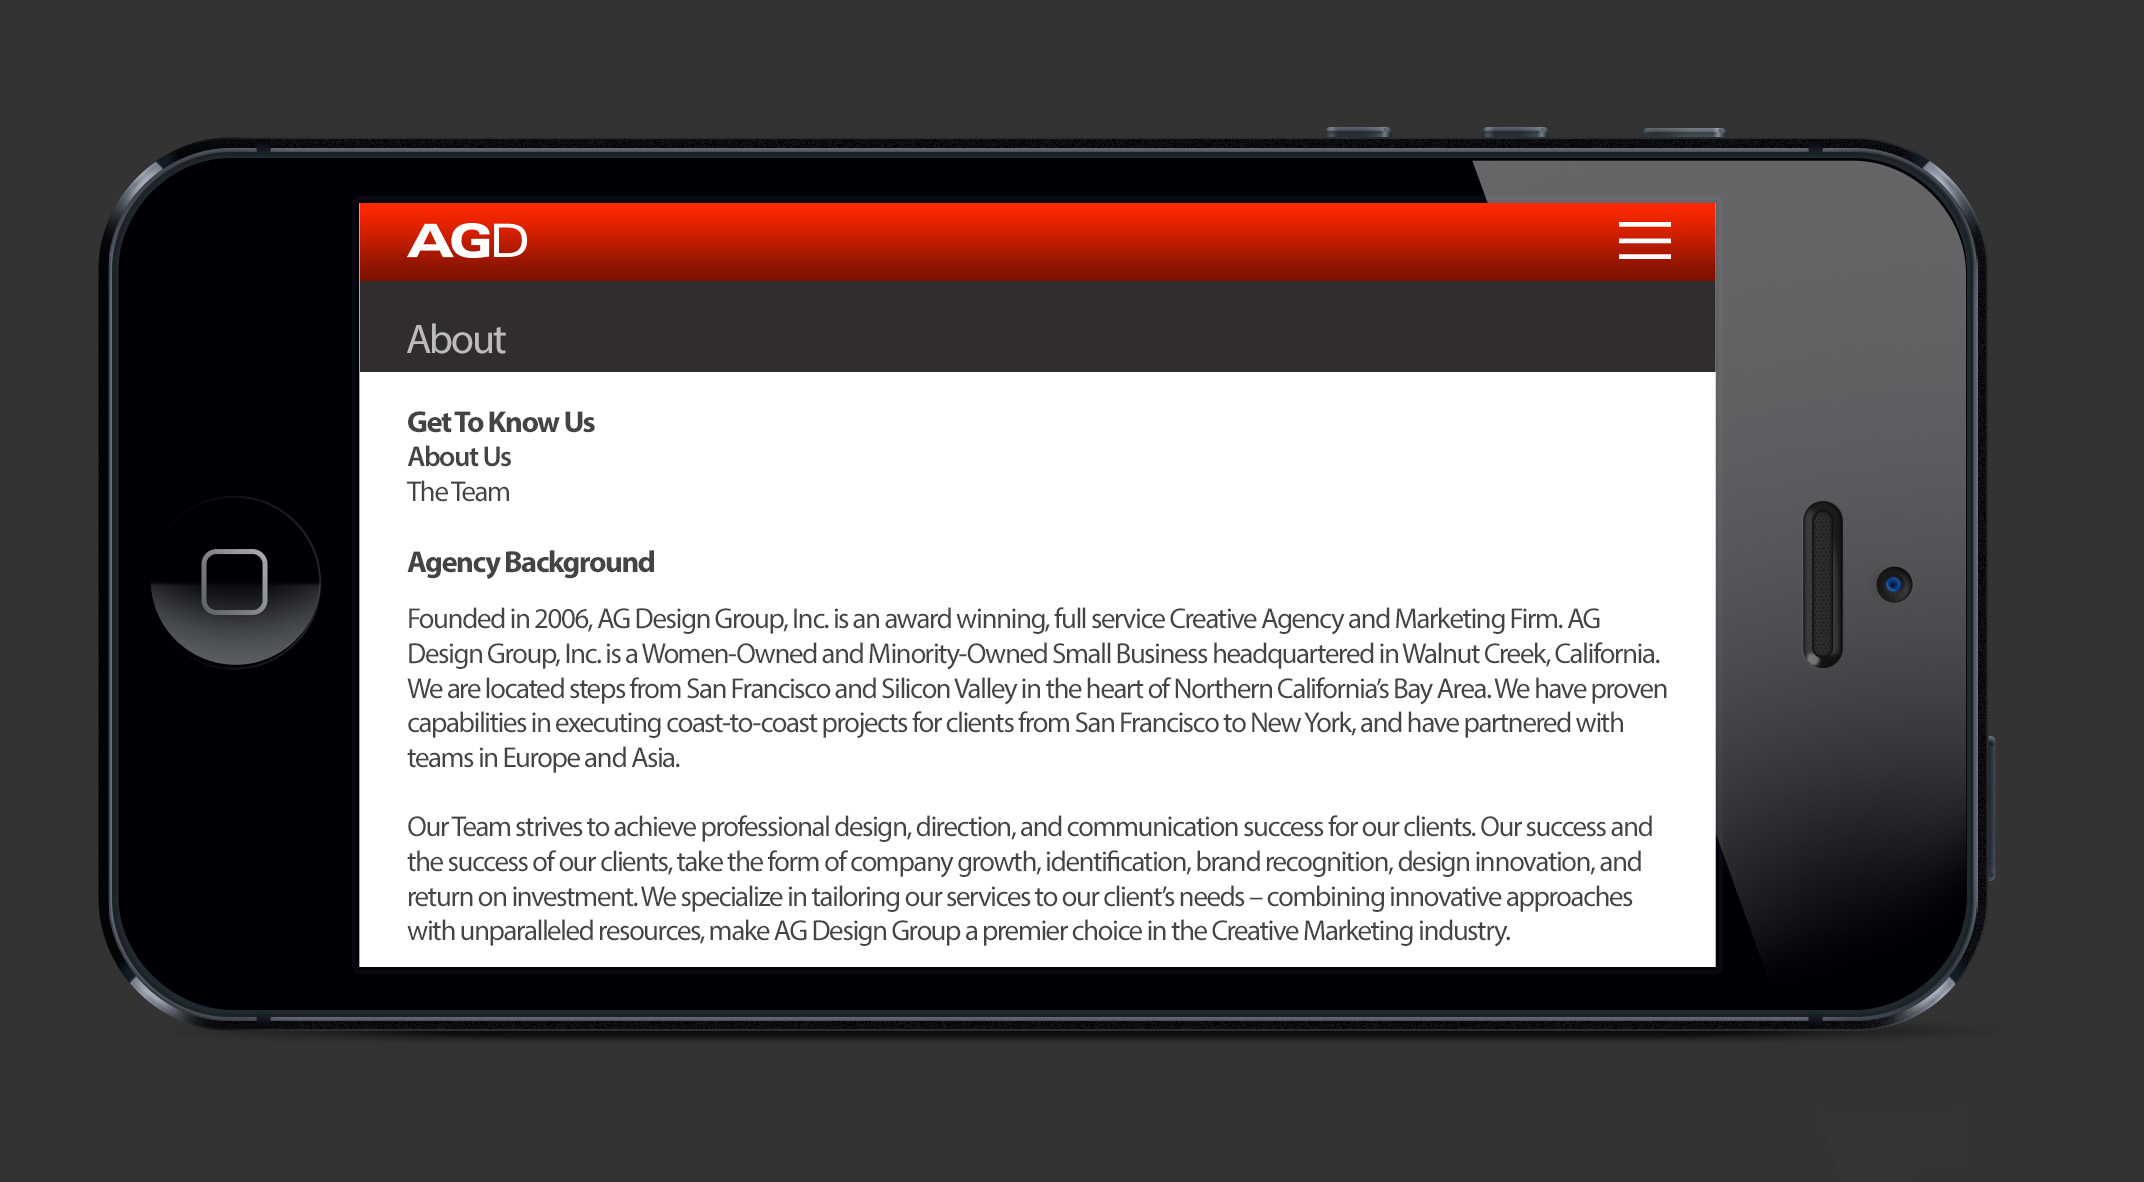 AGD
About
Get To Know Us
About Us
The Team
Agency Background
Founded in 2006, AG Design Group, Inc. is an award winning, full service Creative Agency and Marketing Firm. AG
Design Group, Inc. is a Women-Owned and Minority-Owned Small Business headquartered in Walnut Creek, California.
We are located steps from San Francisco and Silicon Valley in the heart of Northern California’s Bay Area. We have proven
capabilities in executing coast-to-coast projects for clients from San Francisco to New York, and have partnered with
teams in Europe and Asia.
Our Team strives to achieve professional design, direction, and communication success for our clients. Our success and
the success of our clients, take the form of company growth, identification, brand recognition, design innovation, and
return on investment. We specialize in tailoring our services to our client’s needs – combining innovative approaches
with unparalleled resources, make AG Design Group a premier choice in the Creative Marketing industry.